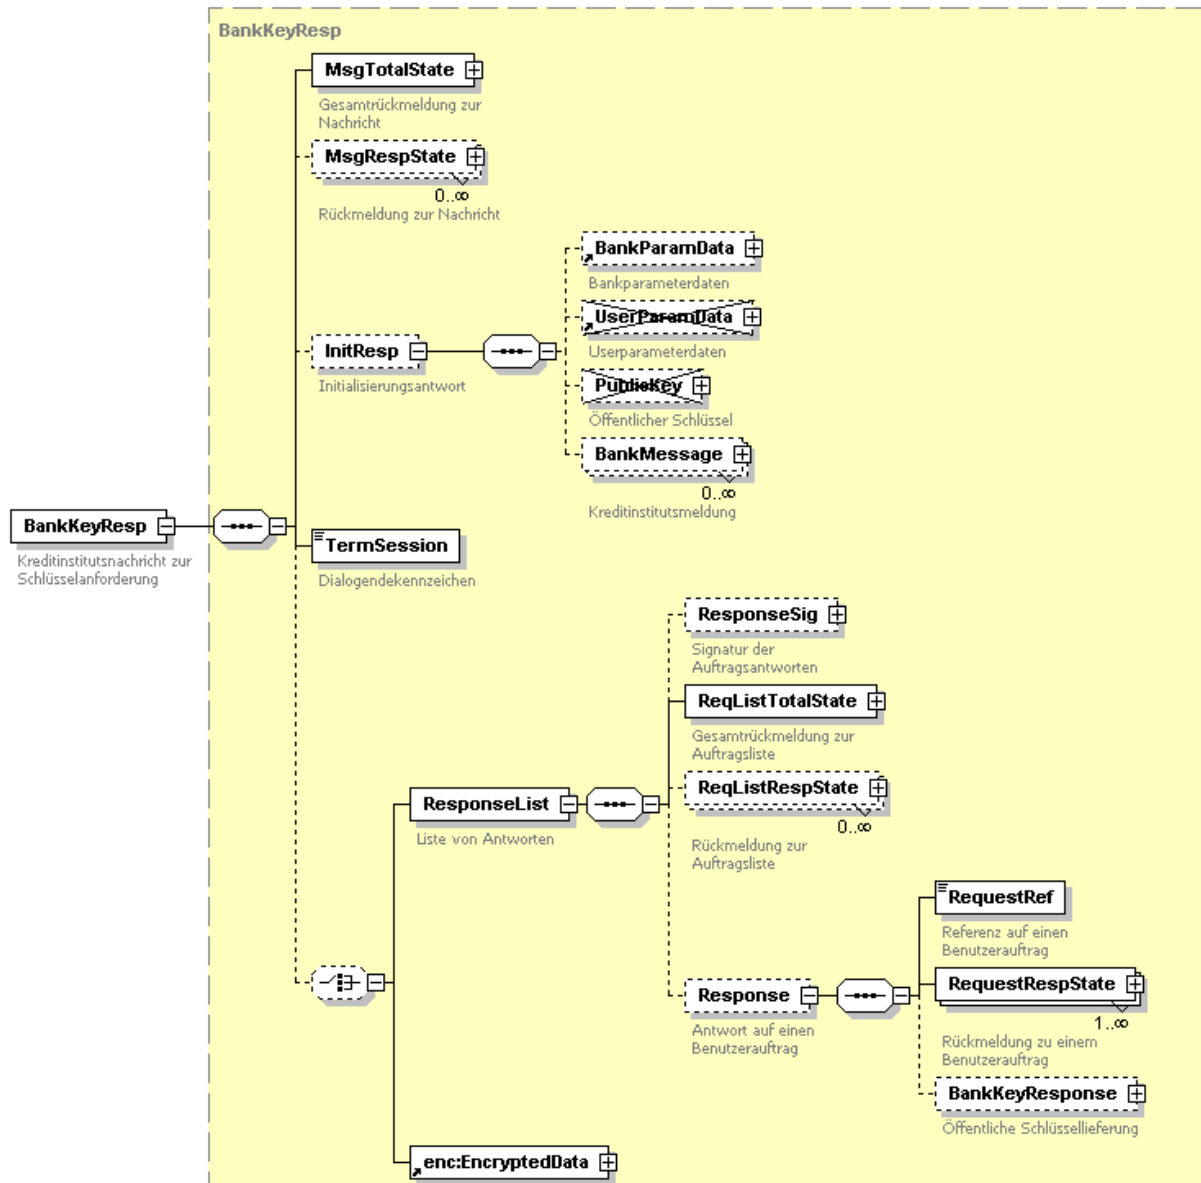 BankKeyResp
MsgTotalState
Gesamtrückmeldung zur
Nachricht
MsgRespState
0..∞
Rückmeldung zur Nachricht
BankParamData
Bankparameterdaten
UserParamData
Userparameterdaten
InitResp
Initialisierungsantwort
PublicKey
Öffentlicher Schlüssel
BankMessage
0..∞
Kreditinstitutsmeldung
BankKeyResp
Kreditinstitutsnachricht zur
Schlüsselanforderung
TermSession
Dialogendekennzeichen
ResponseSig
Signatur der
Auftragsantworten
ReqListTotalState
Gesamtrückmeldung zur
Auftragsliste
ResponseList
Liste von Antworten
ReqListRespState
0..∞
Rückmeldung zur
Auftragsliste
RequestRef
Referenz auf einen
Benutzerauftrag
Response
Antwort auf einen
Benutzerauftrag
RequestRespState
1..∞
Rückmeldung zu einem
Benutzerauftrag
BankKeyResponse
Öffentliche Schlüssellieferung
enc:EncryptedData